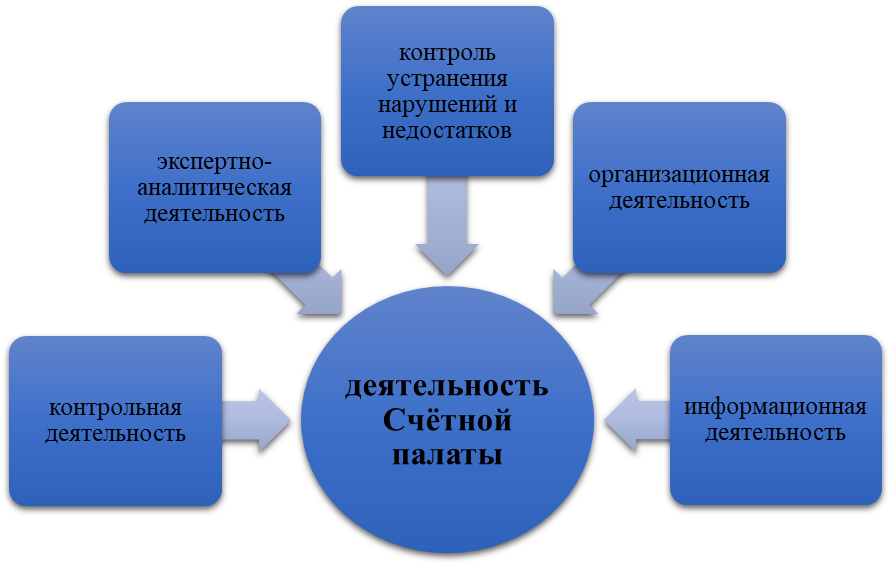 контроль
устранения
нарушений и
недостатков
экспертно-
аналитическая
деятельность
организационная
деятельность
контрольная
деятельность
деятельность
Счётной
палаты
информационная
деятельность